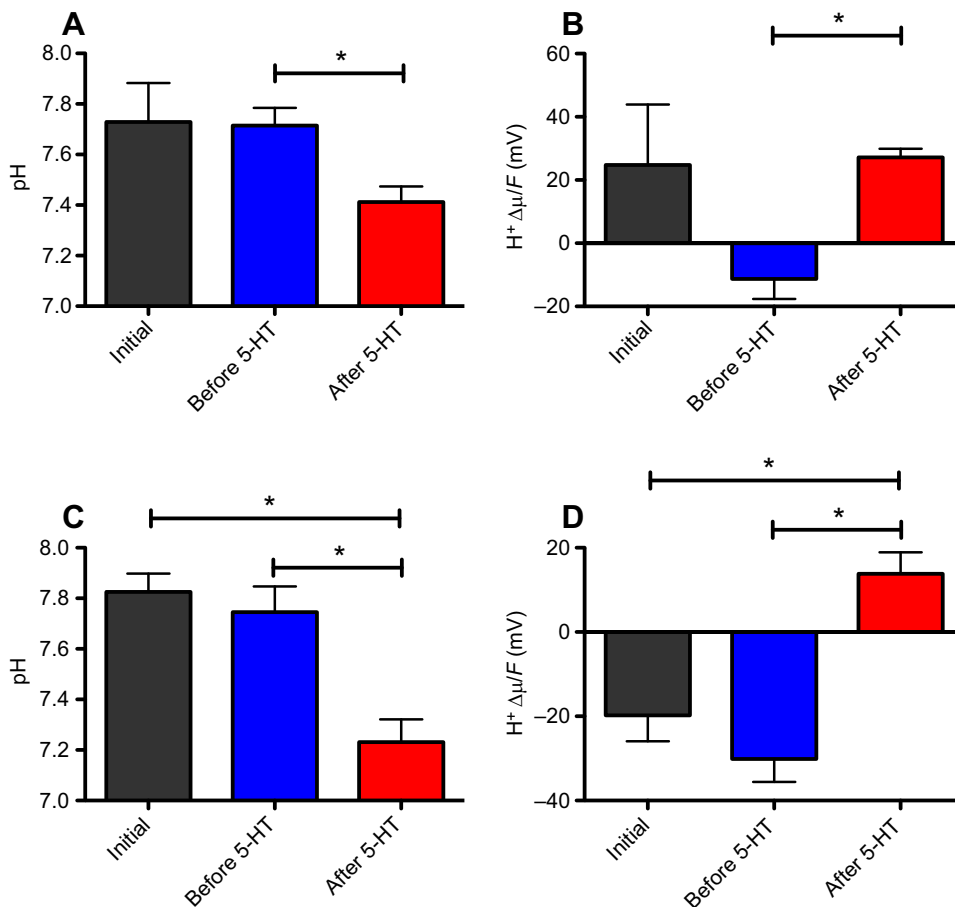 A
8.0
7.8
7.6
7.4
7.2
7.0
pH
*
Initial
Before 5-HT
After 5-HT
B
60
40
20
0
–20
H+ Δμ/F (mV)
*
Initial
Before 5-HT
After 5-HT
C
8.0
7.8
7.6
7.4
7.2
7.0
pH
*
*
Initial
Before 5-HT
After 5-HT
D
20
0
–20
–40
H+ Δμ/F (mV)
*
*
Initial
Before 5-HT
After 5-HT